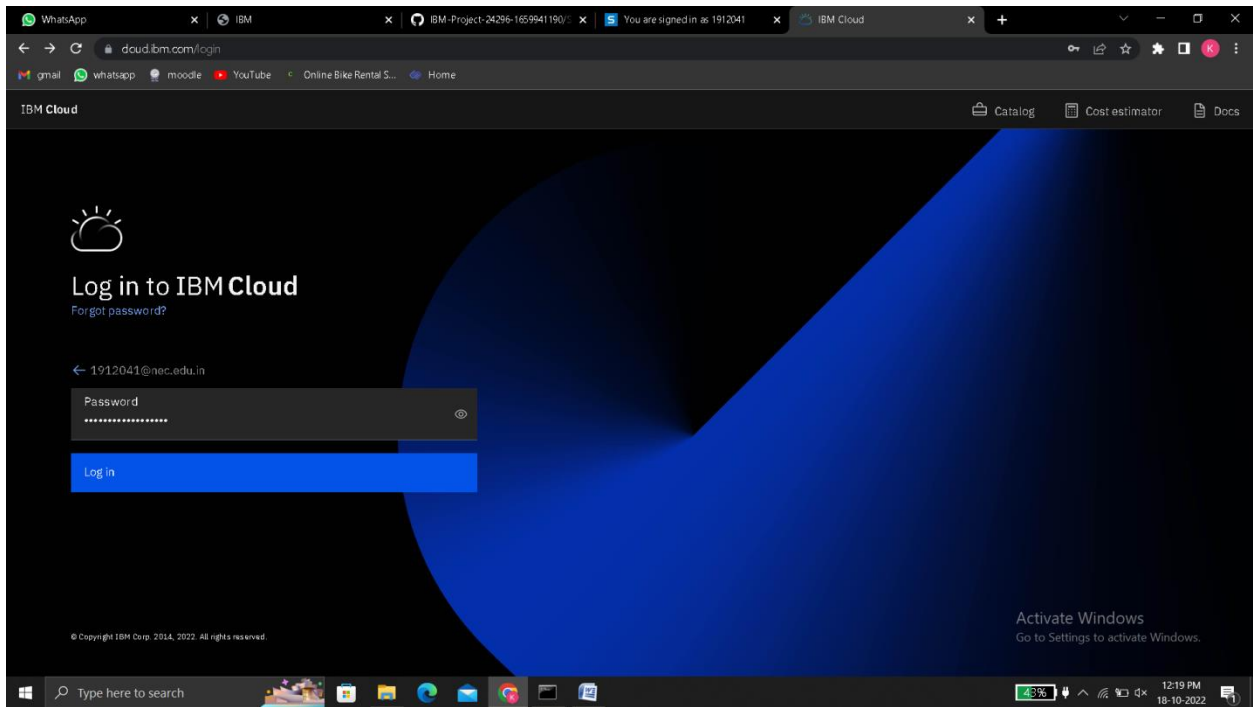 WhatsApp
IBM
IBM-Project-24296-1659941190/S
You are signed in as 1912041
IBM Cloud
cloud.ibm.com/login
K
gmail
whatsapp
moodle
YouTube
Online Bike Rental S...
Home
IBM Cloud
Catalog
Cost estimator
Docs
Log in to IBM Cloud
Forgot password?
← 1912041@nec.edu.in
Password
••••••••••••••••••
Log in
Activate Windows
Go to Settings to activate Windows.
© Copyright IBM Corp. 2014, 2022. All rights reserved.
Type here to search
43%
12:19 PM
18-10-2022
1